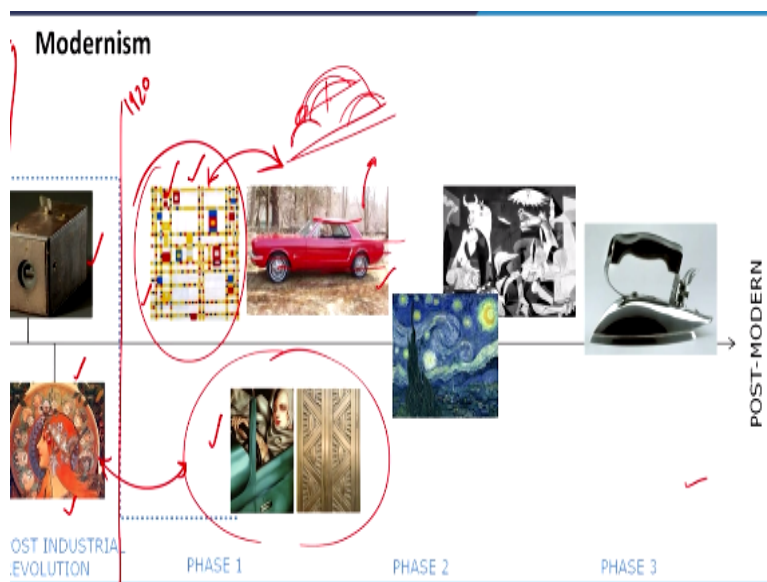 Modernism
1920
POST-MODERN
OST INDUSTRIAL
EVOLUTION
PHASE 1
PHASE 2
PHASE 3